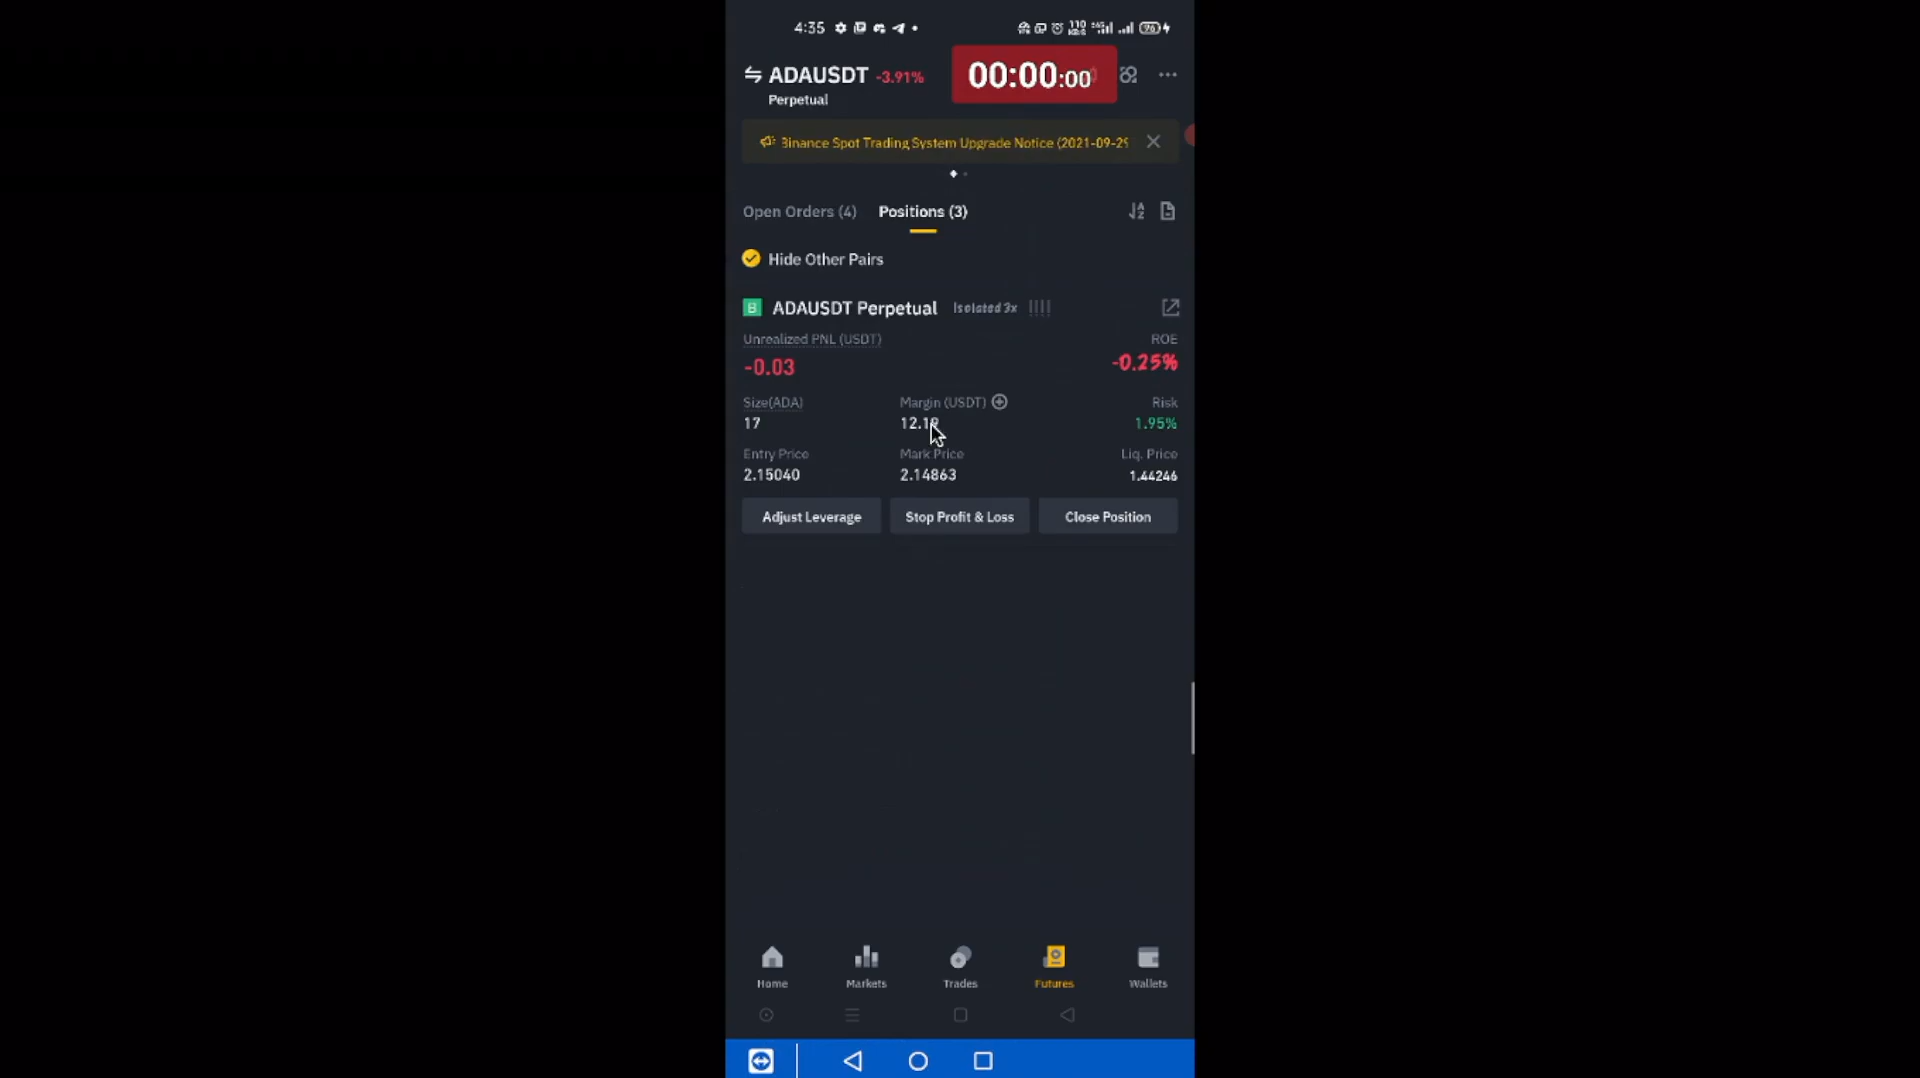 4:35
ADAUSDT -3.91% 00:00:00
Perpetual
Binance Spot Trading System Upgrade Notice (2021-09-29
Open Orders (4) Positions (3)
Hide Other Pairs
B ADAUSDT Perpetual Isolated 3x
Unrealized PNL (USDT) ROE
-0.03 -0.25%
Size(ADA) Margin (USDT) Risk
17 12.19 1.95%
Entry Price Mark Price Liq. Price
2.15040 2.14863 1.44246
Adjust Leverage Stop Profit & Loss Close Position
Home Markets Trades Futures Wallets